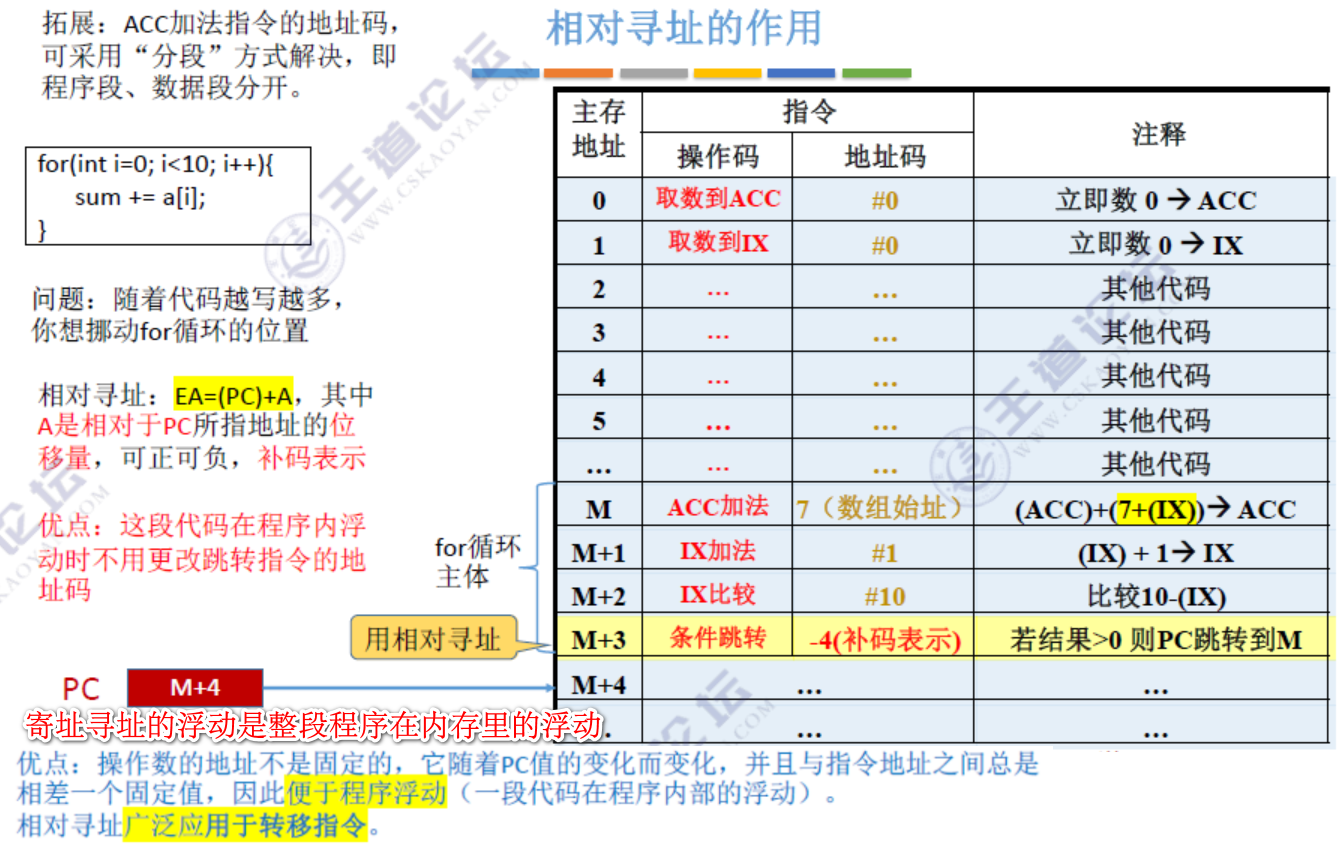 拓展：ACC加法指令的地址码，
可采用“分段”方式解决，即
程序段、数据段分开。
相对寻址的作用
for(int i=0; i<10; i++){
sum += a[i];
}
问题：随着代码越写越多，
你想挪动for循环的位置
相对寻址：EA=(PC)+A，其中
A是相对于PC所指地址的位
移量，可正可负，补码表示
优点：这段代码在程序内浮
动时不用更改跳转指令的地
址码
for循环
主体
用相对寻址
PC M+4
主存地址 指令 注释
操作码 地址码
0 取数到ACC #0 立即数 0 → ACC
1 取数到IX #0 立即数 0 → IX
2 … … 其他代码
3 … … 其他代码
4 … … 其他代码
5 … … 其他代码
… … … 其他代码
M ACC加法 7（数组始址） (ACC)+(7+(IX))→ ACC
M+1 IX加法 #1 (IX) + 1→ IX
M+2 IX比较 #10 比较10-(IX)
M+3 条件跳转 -4(补码表示) 若结果>0 则PC跳转到M
M+4 … …
… …
寄址寻址的浮动是整段程序在内存里的浮动
优点：操作数的地址不是固定的，它随着PC值的变化而变化，并且与指令地址之间总是
相差一个固定值，因此便于程序浮动（一段代码在程序内部的浮动）。
相对寻址广泛应用于转移指令。
王道论坛
WWW.CSKAOYAN.COM
王道论坛